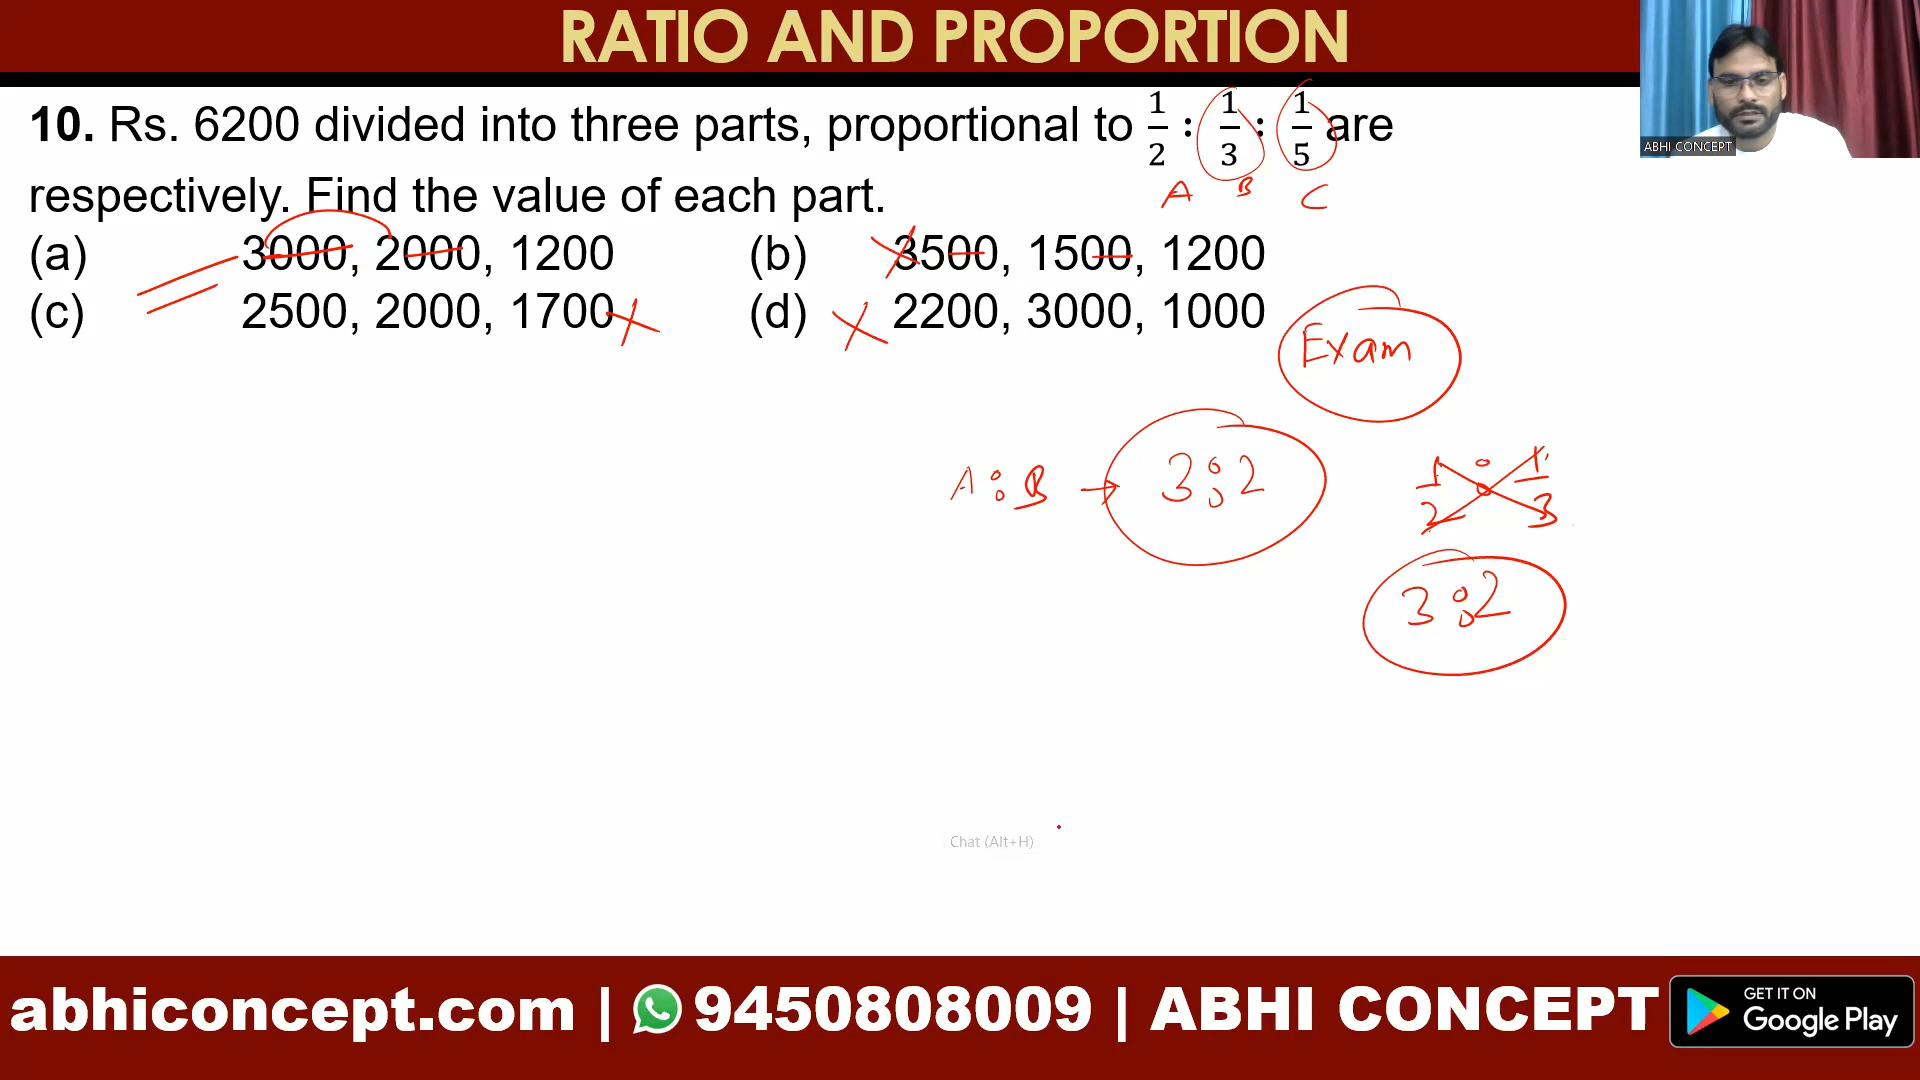 RATIO AND PROPORTION
ABHI CONCEPT
10. Rs. 6200 divided into three parts, proportional to 1/2 : 1/3 : 1/5 are
respectively. Find the value of each part.
A B C
(a) 3000, 2000, 1200 (b) 3500, 1500, 1200
(c) 2500, 2000, 1700 (d) 2200, 3000, 1000
Exam
A : B → 3 : 2 1/2 : 1/3
3 : 2
Chat (Alt+H)
abhiconcept.com | 9450808009 | ABHI CONCEPT
GET IT ON
Google Play